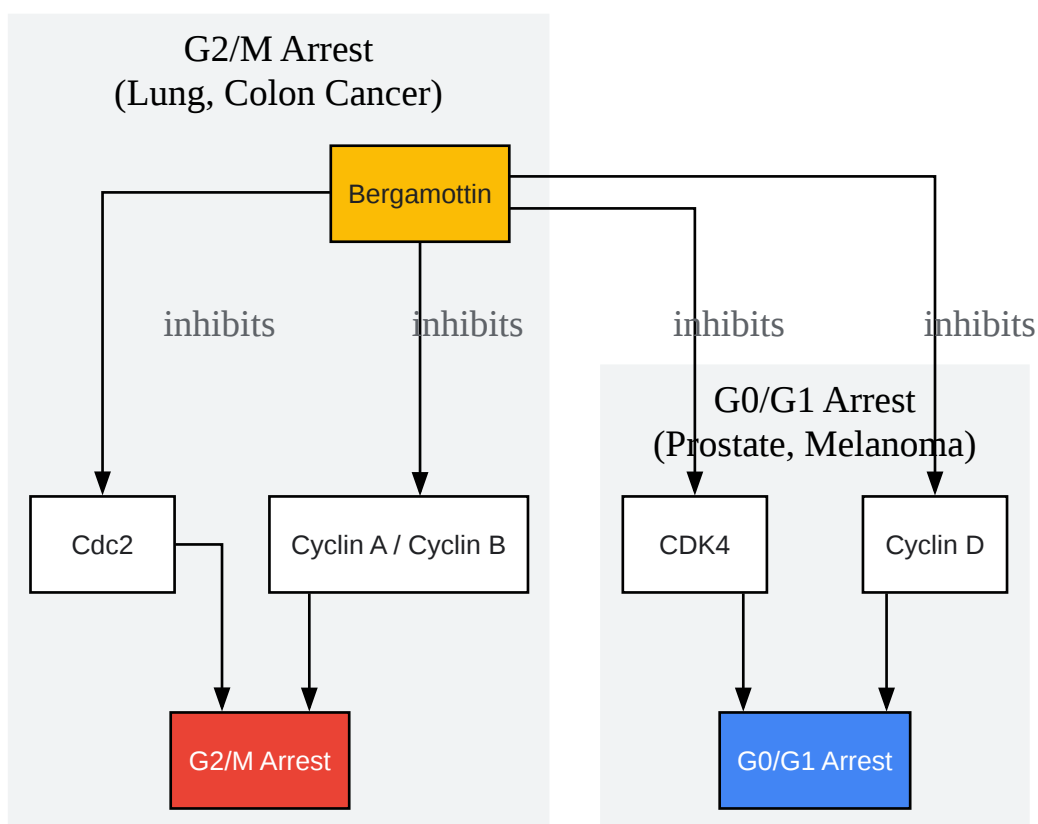 G2/M Arrest
(Lung, Colon Cancer)
Bergamottin
inhibits
inhibits
inhibits
inhibits
G0/G1 Arrest
(Prostate, Melanoma)
Cdc2
Cyclin A / Cyclin B
CDK4
Cyclin D
G2/M Arrest
G0/G1 Arrest